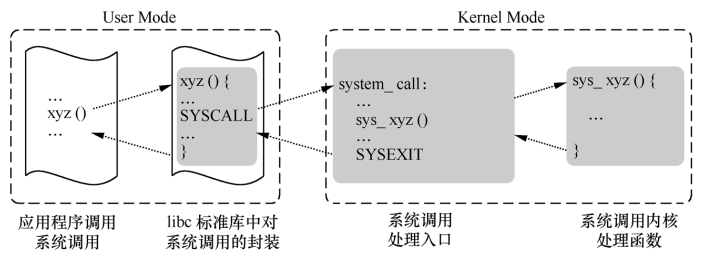 User Mode
Kernel Mode
...
xyz ()
...
xyz () {
...
SYSCALL
...
}
system_ call:
...
sys_ xyz ()
...
SYSEXIT
sys_ xyz () {
...
}
应用程序调用
系统调用
libc 标准库中对
系统调用的封装
系统调用
处理入口
系统调用内核
处理函数